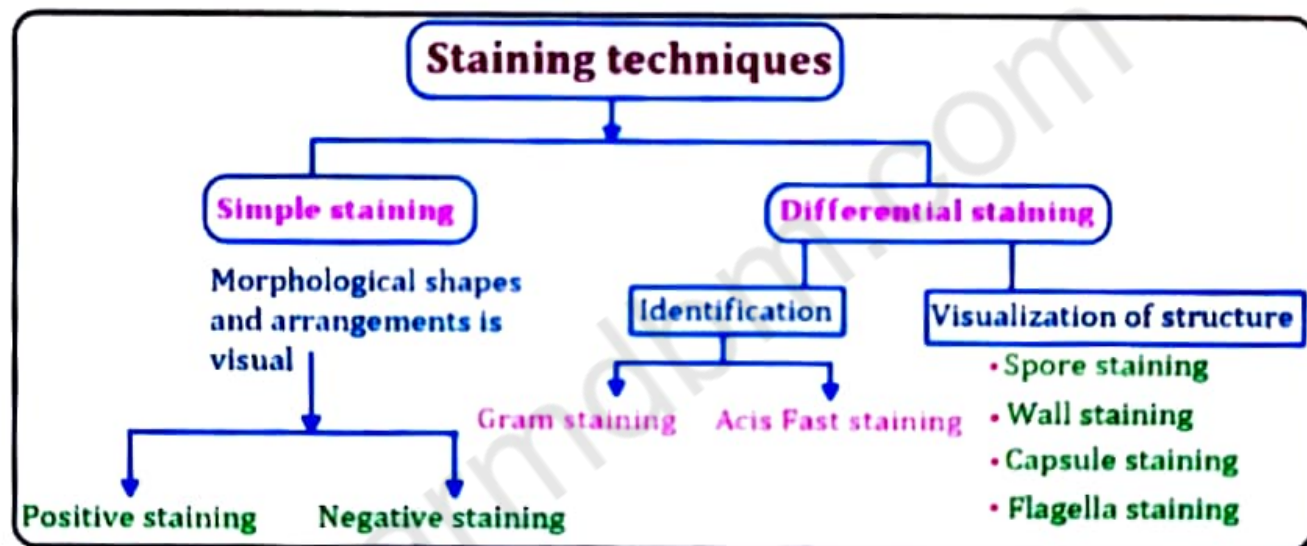 Staining techniques
Simple staining
Differential staining
Morphological shapes
and arrangements is
visual
Identification
Visualization of structure
Gram staining
Acis Fast staining
• Spore staining
• Wall staining
• Capsule staining
• Flagella staining
Positive staining
Negative staining